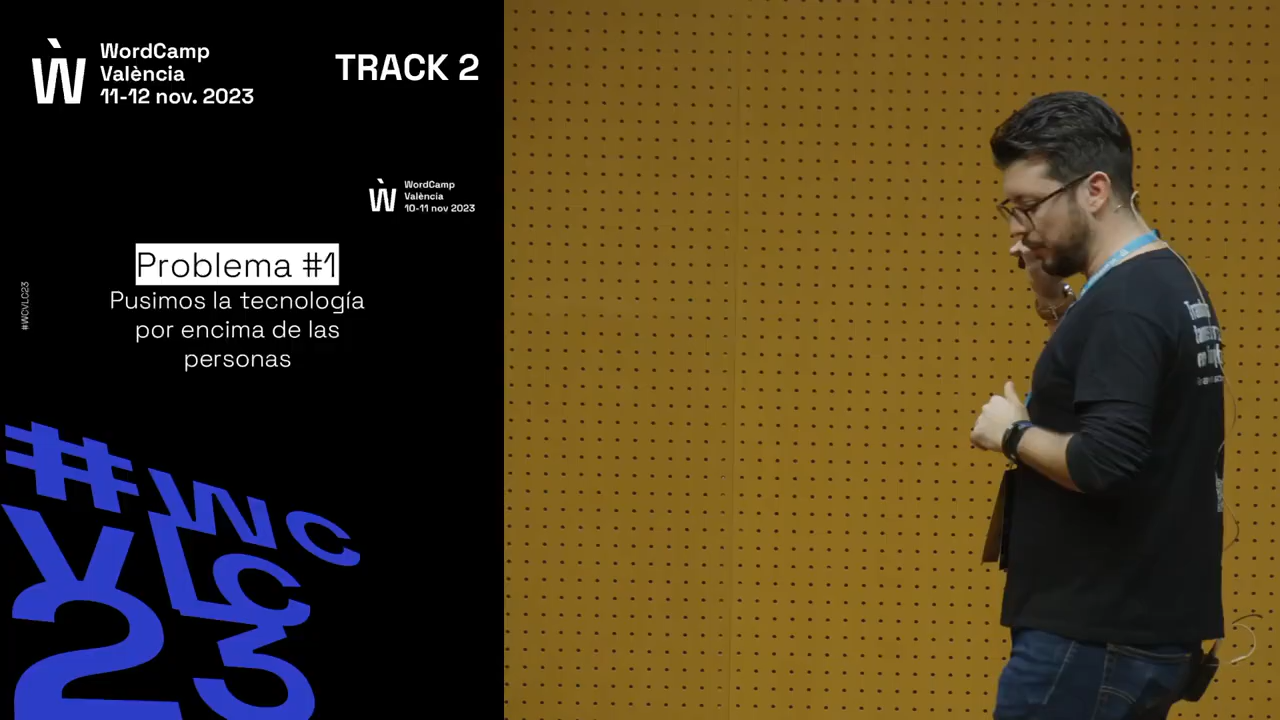 WordCamp
València
11-12 nov. 2023
TRACK 2
WordCamp
València
10-11 nov 2023
Problema #1
Pusimos la tecnología
por encima de las
personas
#WCVLC23
#WC
VLC
23